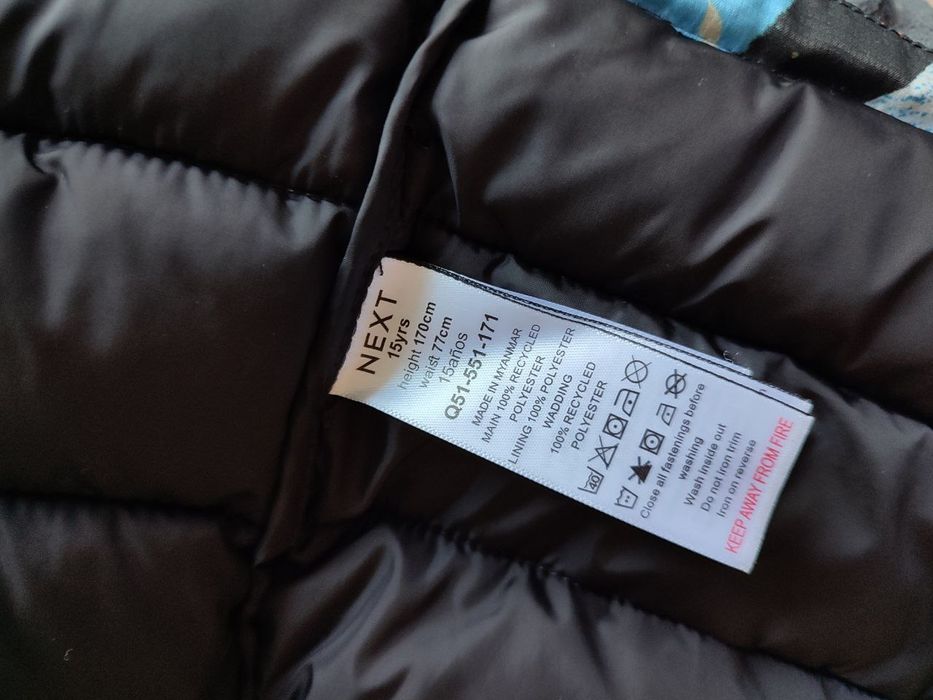 NEXT
15yrs
height 170cm
waist 77cm
15años
Q51-551-171
MADE IN MYANMAR
MAIN 100% RECYCLED
POLYESTER
LINING 100% POLYESTER
WADDING
100% RECYCLED
POLYESTER
40
Close all fastenings before
washing
Wash inside out
Do not iron trim
Iron on reverse
KEEP AWAY FROM FIRE